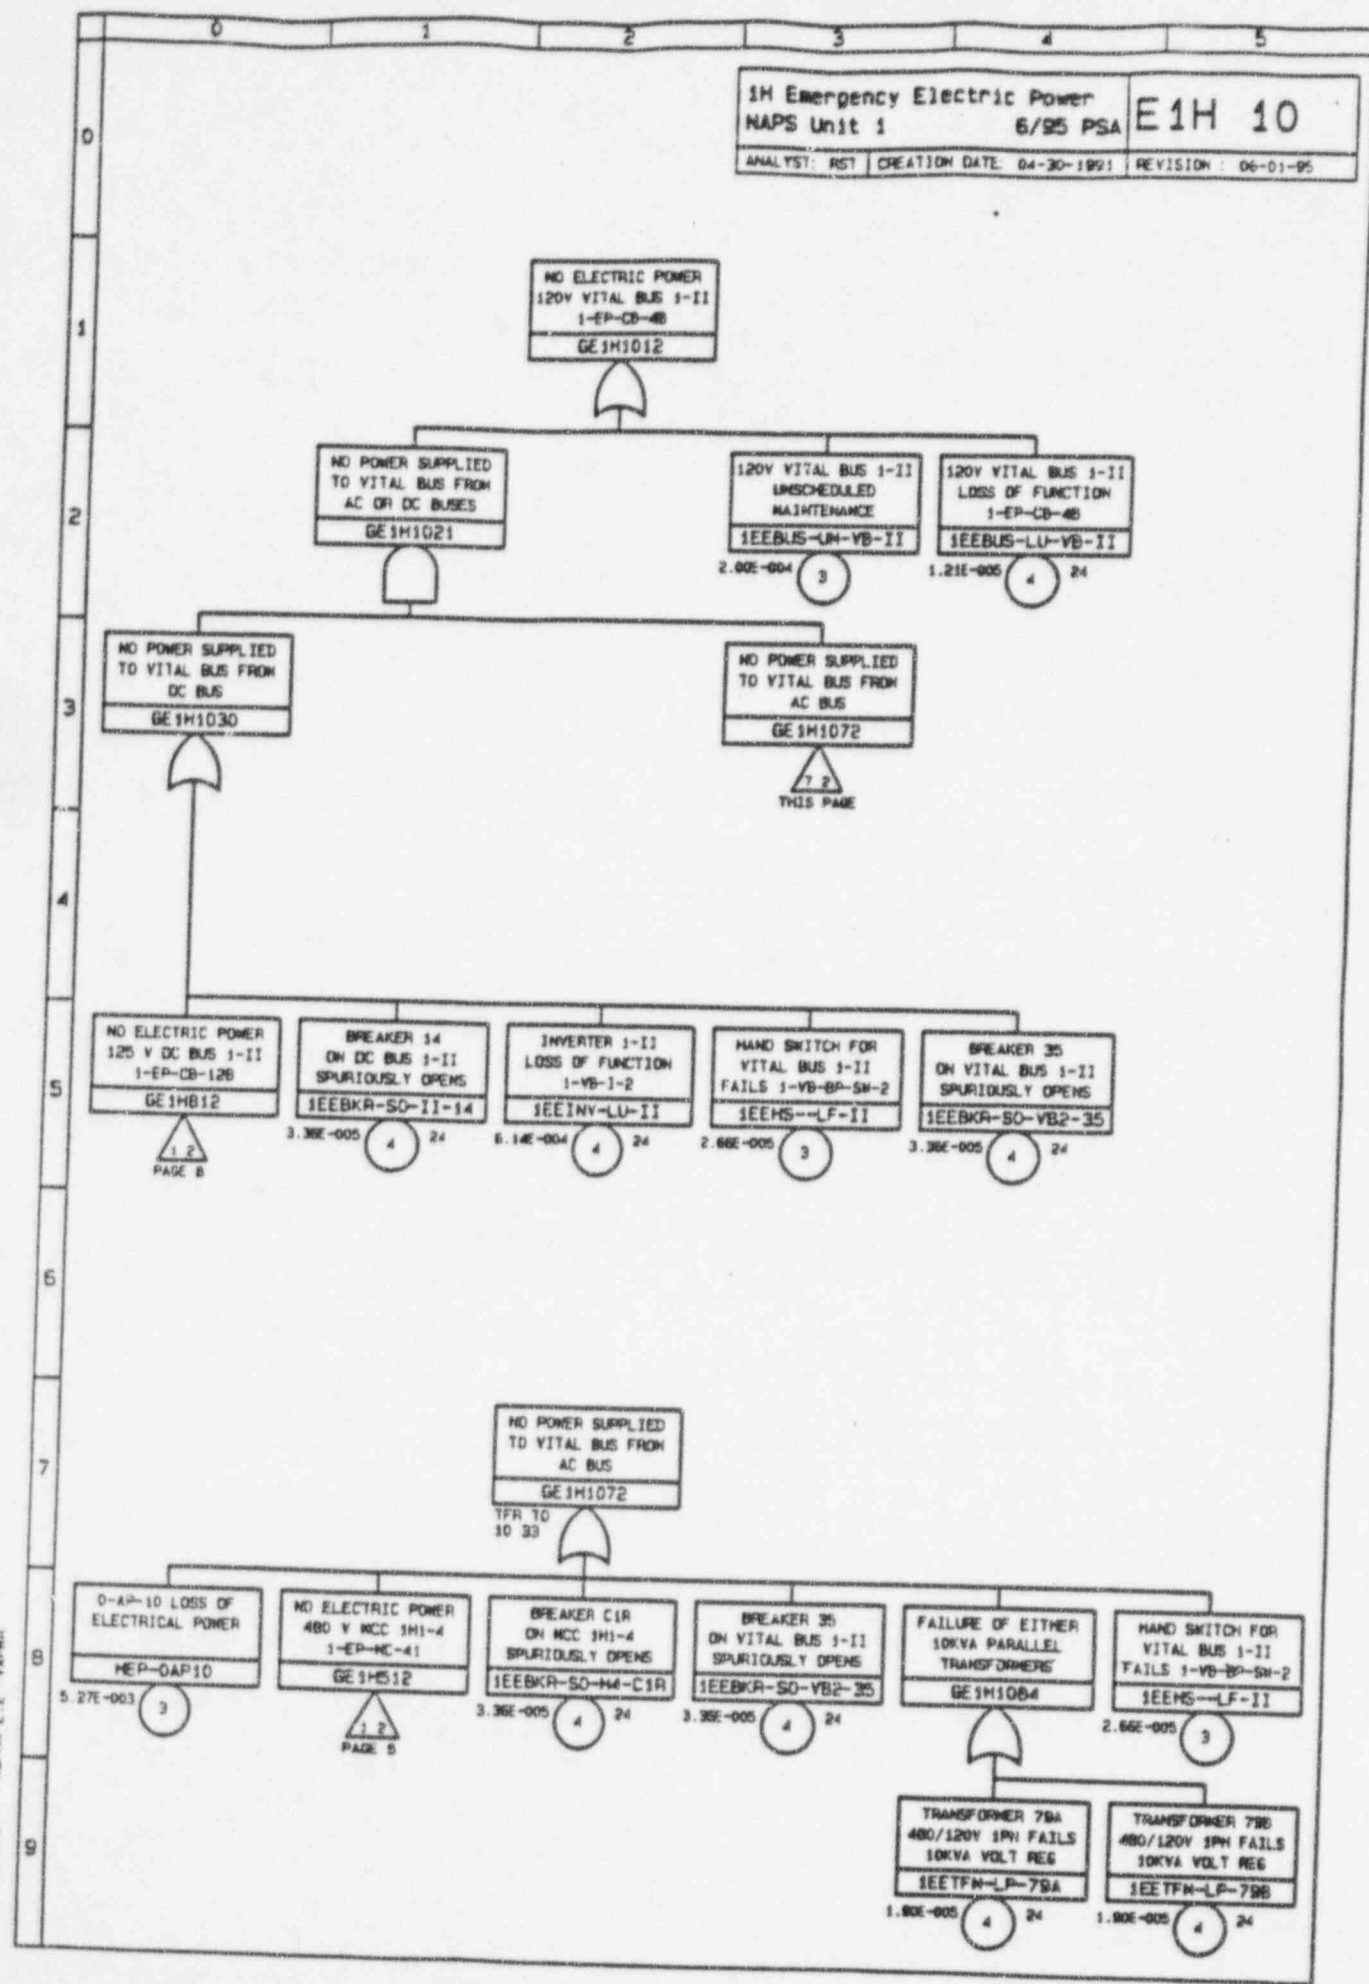 0 1 2 3 4 5
1H Emergency Electric Power
NAPS Unit 1 6/95 PSA
E1H 10
ANALYST: RST CREATION DATE: 04-30-1991 REVISION : 06-01-95
0
1
2
3
4
5
6
7
8
9
NO ELECTRIC POWER
120V VITAL BUS 1-II
1-EP-CB-4B
GE1H1012
NO POWER SUPPLIED
TO VITAL BUS FROM
AC OR DC BUSES
GE1H1021
120V VITAL BUS 1-II
UNSCHEDULED
MAINTENANCE
1EEBUS-UM-VB-II
2.00E-004 3
120V VITAL BUS 1-II
LOSS OF FUNCTION
1-EP-CB-4B
1EEBUS-LU-VB-II
1.21E-005 4 24
NO POWER SUPPLIED
TO VITAL BUS FROM
DC BUS
GE1H1030
NO POWER SUPPLIED
TO VITAL BUS FROM
AC BUS
GE1H1072
7 2
THIS PAGE
NO ELECTRIC POWER
125 V DC BUS 1-II
1-EP-CB-12B
GE1H812
1 2
PAGE 8
BREAKER 14
ON DC BUS 1-II
SPURIOUSLY OPENS
1EEBKR-SO-II-14
3.36E-005 4 24
INVERTER 1-II
LOSS OF FUNCTION
1-VB-I-2
1EEINV-LU-II
6.14E-004 4 24
HAND SWITCH FOR
VITAL BUS 1-II
FAILS 1-VB-BP-SW-2
1EEHS--LF-II
2.66E-005 3
BREAKER 35
ON VITAL BUS 1-II
SPURIOUSLY OPENS
1EEBKR-SO-VB2-35
3.36E-005 4 24
NO POWER SUPPLIED
TO VITAL BUS FROM
AC BUS
GE1H1072
TFR TO
10 33
0-AP-10 LOSS OF
ELECTRICAL POWER
HEP-0AP10
5.27E-003 3
NO ELECTRIC POWER
480 V MCC 1H1-4
1-EP-MC-41
GE1H512
1 2
PAGE 5
BREAKER C1R
ON MCC 1H1-4
SPURIOUSLY OPENS
1EEBKR-SO-H4-C1R
3.36E-005 4 24
BREAKER 35
ON VITAL BUS 1-II
SPURIOUSLY OPENS
1EEBKR-SO-VB2-35
3.36E-005 4 24
FAILURE OF EITHER
10KVA PARALLEL
TRANSFORMERS
GE1H1084
HAND SWITCH FOR
VITAL BUS 1-II
FAILS 1-VB-BP-SW-2
1EEHS--LF-II
2.66E-005 3
TRANSFORMER 79A
480/120V 1PH FAILS
10KVA VOLT REG
1EETFM-LP-79A
1.90E-005 4 24
TRANSFORMER 79B
480/120V 1PH FAILS
10KVA VOLT REG
1EETFM-LP-79B
1.90E-005 4 24